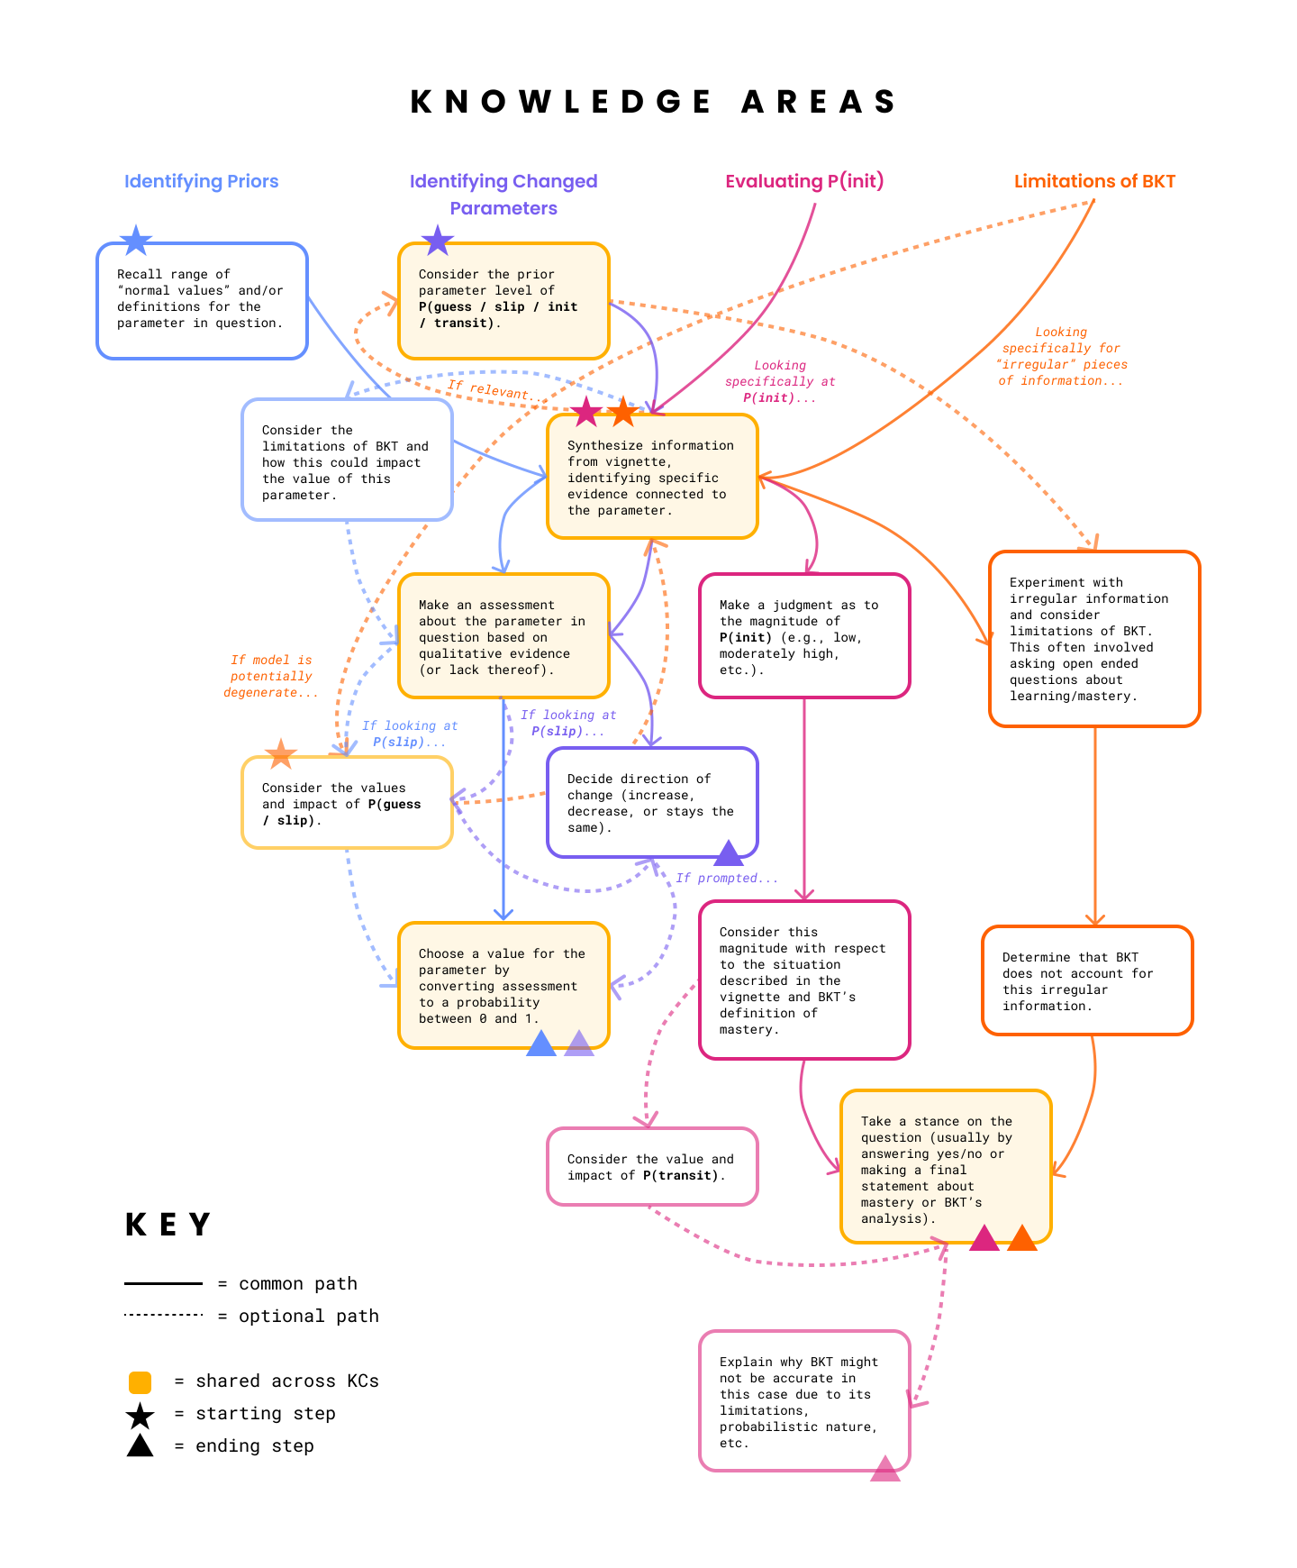 KNOWLEDGE AREAS
Identifying Priors
Identifying Changed
Parameters
Evaluating P(init)
Limitations of BKT
Recall range of
“normal values” and/or
definitions for the
parameter in question.
Consider the prior
parameter level of
P(guess / slip / init
/ transit).
Looking
specifically at
P(init)...
Looking
specifically for
“irregular” pieces
of information...
If relevant...
Consider the
limitations of BKT and
how this could impact
the value of this
parameter.
Synthesize information
from vignette,
identifying specific
evidence connected to
the parameter.
Make an assessment
about the parameter in
question based on
qualitative evidence
(or lack thereof).
Make a judgment as to
the magnitude of
P(init) (e.g., low,
moderately high,
etc.).
Experiment with
irregular information
and consider
limitations of BKT.
This often involved
asking open ended
questions about
learning/mastery.
If model is
potentially
degenerate...
If looking at
P(slip)...
If looking at
P(slip)...
Consider the values
and impact of P(guess
/ slip).
Decide direction of
change (increase,
decrease, or stays the
same).
If prompted...
Choose a value for the
parameter by
converting assessment
to a probability
between 0 and 1.
Consider this
magnitude with respect
to the situation
described in the
vignette and BKT’s
definition of
mastery.
Determine that BKT
does not account for
this irregular
information.
Consider the value and
impact of P(transit).
Take a stance on the
question (usually by
answering yes/no or
making a final
statement about
mastery or BKT’s
analysis).
Explain why BKT might
not be accurate in
this case due to its
limitations,
probabilistic nature,
etc.
KEY
= common path
= optional path
= shared across KCs
= starting step
= ending step